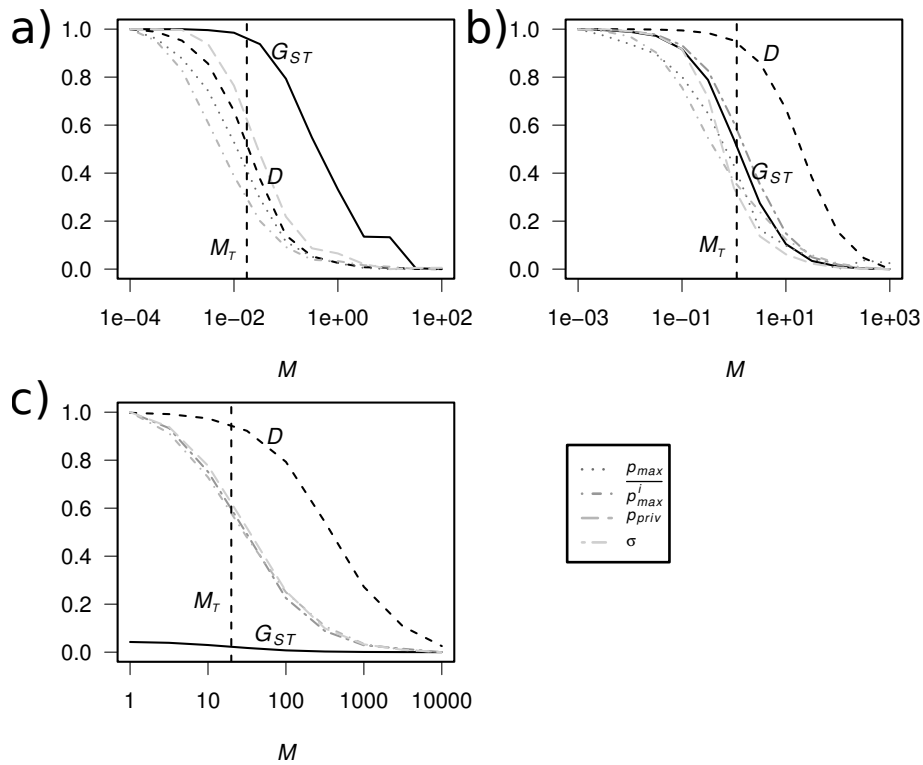 a)
1.0
0.8
0.6
0.4
0.2
0.0
G_ST
D
M_T
1e−04 1e−02 1e+00 1e+02
M
b)
1.0
0.8
0.6
0.4
0.2
0.0
D
G_ST
M_T
1e−03 1e−01 1e+01 1e+03
M
c)
1.0
0.8
0.6
0.4
0.2
0.0
D
M_T
G_ST
1 10 100 1000 10000
M
p_max
p^i_max
p_priv
σ